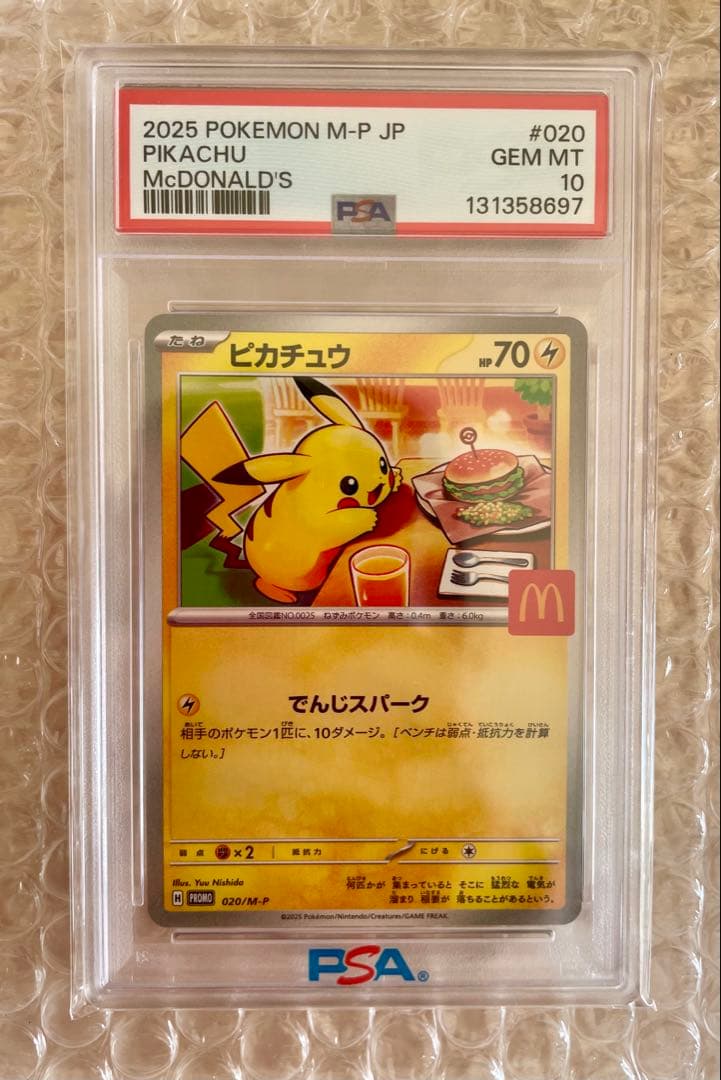 2025 POKEMON M-P JP #020
PIKACHU GEM MT
McDONALD'S 10
PSA 131358697
たね ピカチュウ HP70
全国図鑑NO.0025 ねずみポケモン 高さ:0.4m 重さ:6.0kg
でんじスパーク
相手のポケモン1匹に、10ダメージ。[ベンチは弱点・抵抗力を計算
しない。]
弱点 ×2 抵抗力 にげる
Illus. Yuu Nishida
何匹かが 集まっていると そこに 猛烈な 電気が
H PROMO 020/M-P
溜まり 稲妻が 落ちることがあるという。
©2025 Pokémon/Nintendo/Creatures/GAME FREAK.
PSA®